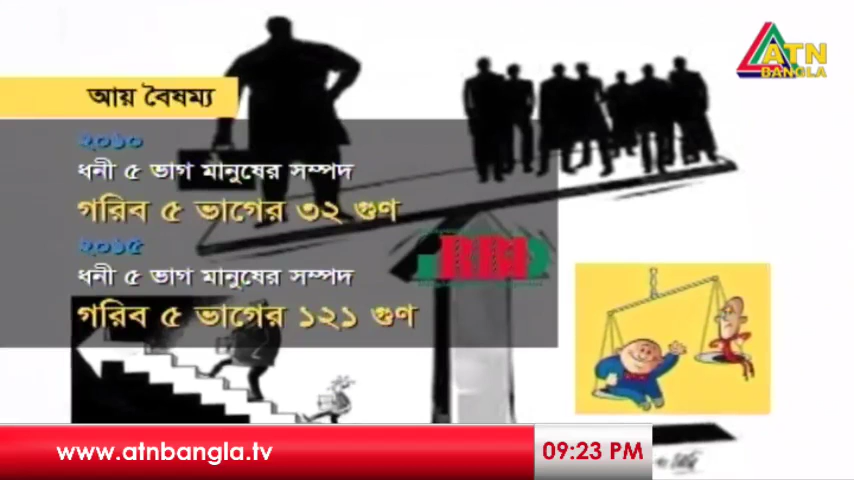 ATN
BANGLA
আয় বৈষম্য
২০১০
ধনী ৫ ভাগ মানুষের সম্পদ
গরিব ৫ ভাগের ৩২ গুণ
২০১৫
ধনী ৫ ভাগ মানুষের সম্পদ
গরিব ৫ ভাগের ১২১ গুণ
www.atnbangla.tv
09:23 PM